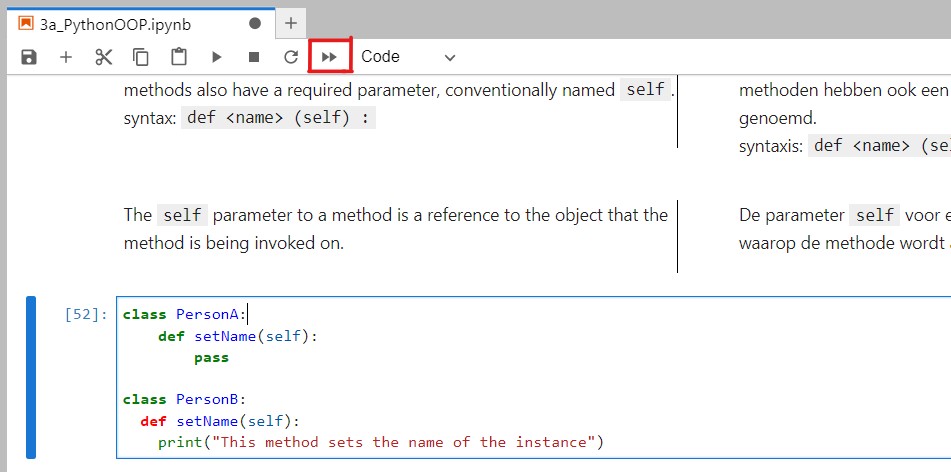 3a_PythonOOP.ipynb
Code
methods also have a required parameter, conventionally named self.
syntax: def <name> (self) :
methoden hebben ook een
genoemd.
syntaxis: def <name> (se
The self parameter to a method is a reference to the object that the
method is being invoked on.
De parameter self voor e
waarop de methode wordt
[52]:
class PersonA:
    def setName(self):
        pass
class PersonB:
  def setName(self):
    print("This method sets the name of the instance")